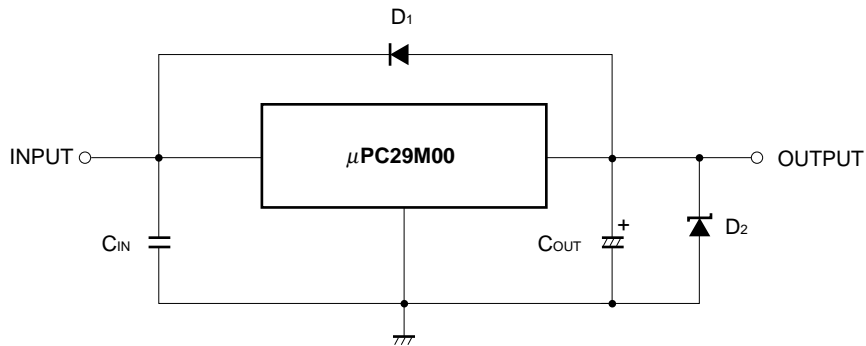 D1
INPUT
μPC29M00
OUTPUT
CIN
COUT
+
D2